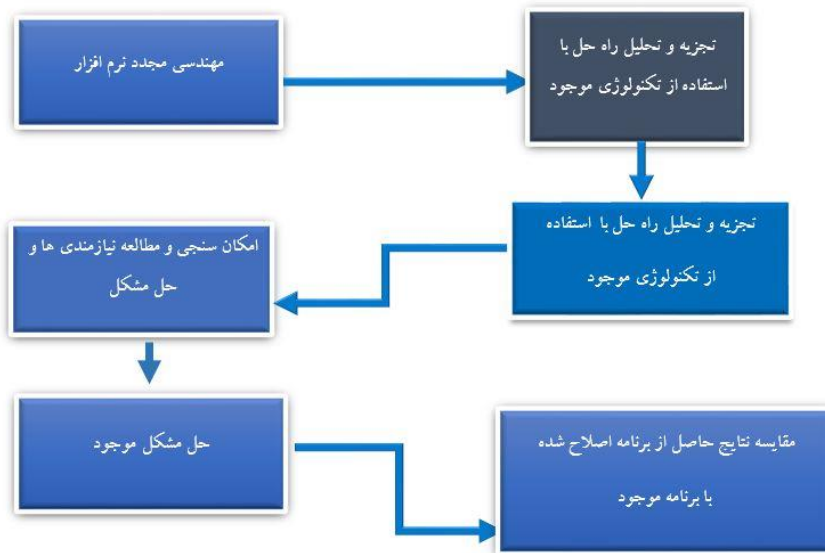 مهندسی مجدد نرم افزار
تجزیه و تحلیل راه حل با
استفاده از تکنولوژی موجود
تجزیه و تحلیل راه حل با استفاده
از تکنولوژی موجود
امکان سنجی و مطالعه نیازمندی ها و
حل مشکل
حل مشکل موجود
مقایسه نتایج حاصل از برنامه اصلاح شده
با برنامه موجود